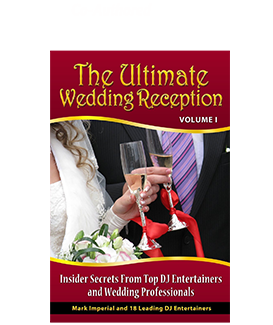 The Ultimate
Wedding Reception
VOLUME I
Insider Secrets From Top DJ Entertainers
and Wedding Professionals
Mark Imperial and 18 Leading DJ Entertainers